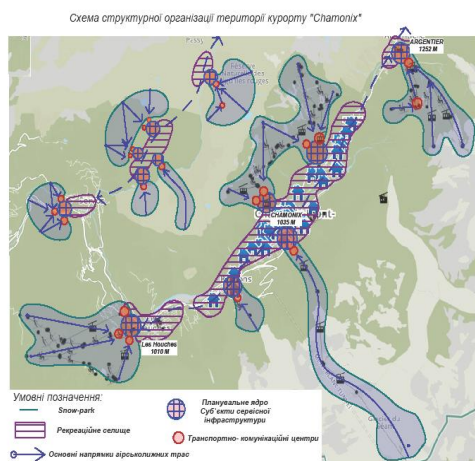 Схема структурної організації території курорту "Chamonix"
ARGENTIER
1252 M
CHAMONIX-
1035 M
Les Houches
1010 M
Умовні позначення:
Snow-park
Рекреаційне селище
Основні напрямки гірськолижних трас
Планувальне ядро
Суб'єкти сервісної
інфраструктури
Транспортно- комунікаційні центри